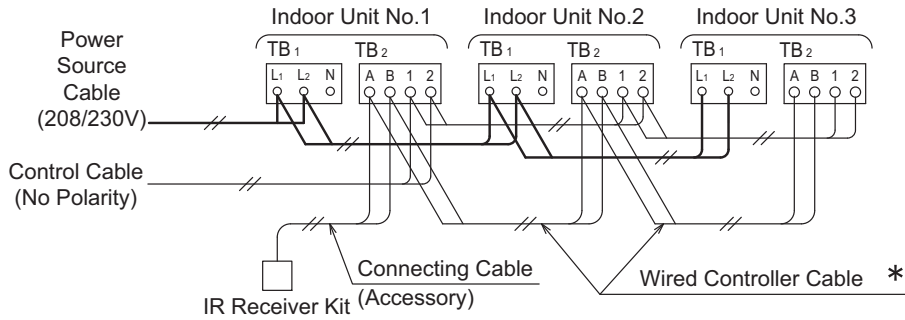 Indoor Unit No.1 Indoor Unit No.2 Indoor Unit No.3
TB1 TB2 TB1 TB2 TB1 TB2
L1 L2 N A B 1 2 L1 L2 N A B 1 2 L1 L2 N A B 1 2
Power
Source
Cable
(208/230V)
Control Cable
(No Polarity)
IR Receiver Kit
Connecting Cable
(Accessory)
Wired Controller Cable *